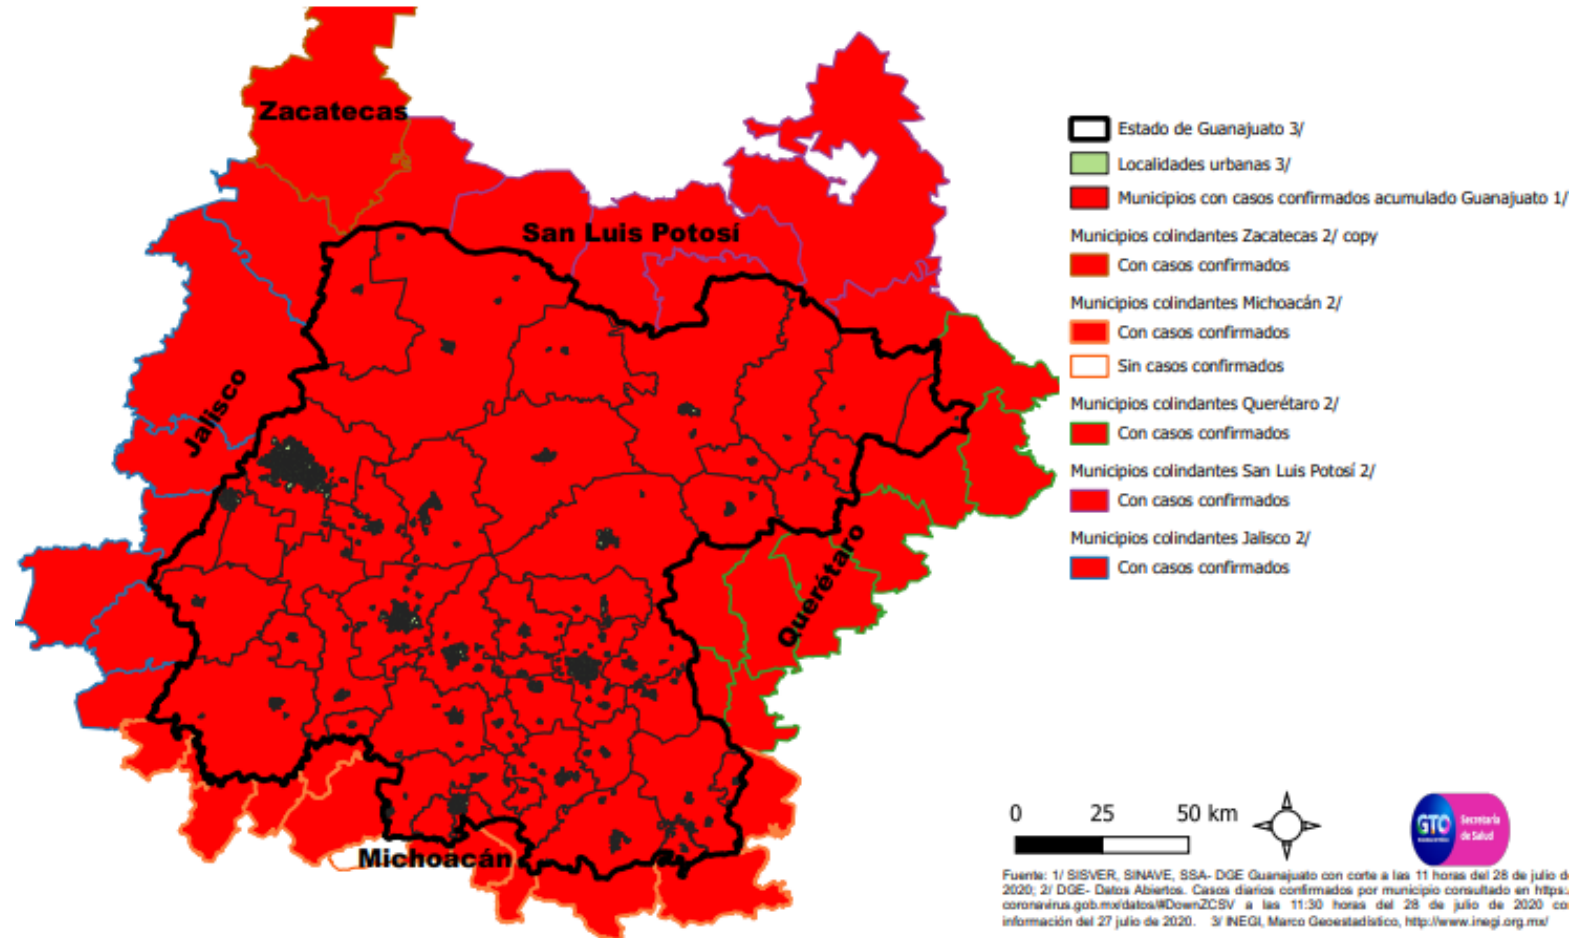 Zacatecas
San Luis Potosí
Jalisco
Querétaro
Michoacán
Estado de Guanajuato 3/
Localidades urbanas 3/
Municipios con casos confirmados acumulado Guanajuato 1/
Municipios colindantes Zacatecas 2/ copy
Con casos confirmados
Municipios colindantes Michoacán 2/
Con casos confirmados
Sin casos confirmados
Municipios colindantes Querétaro 2/
Con casos confirmados
Municipios colindantes San Luis Potosí 2/
Con casos confirmados
Municipios colindantes Jalisco 2/
Con casos confirmados
0 25 50 km
GTO
Secretaría
de Salud
Fuente: 1/ SISVER, SINAVE, SSA- DGE Guanajuato con corte a las 11 horas del 28 de julio d
2020; 2/ DGE- Datos Abiertos. Casos diarios confirmados por municipio consultado en https:
coronavirus.gob.mx/datos/#DownZCSV a las 11:30 horas del 28 de julio de 2020 co
información del 27 julio de 2020. 3/ INEGI, Marco Geoestadístico, http://www.inegi.org.mx/